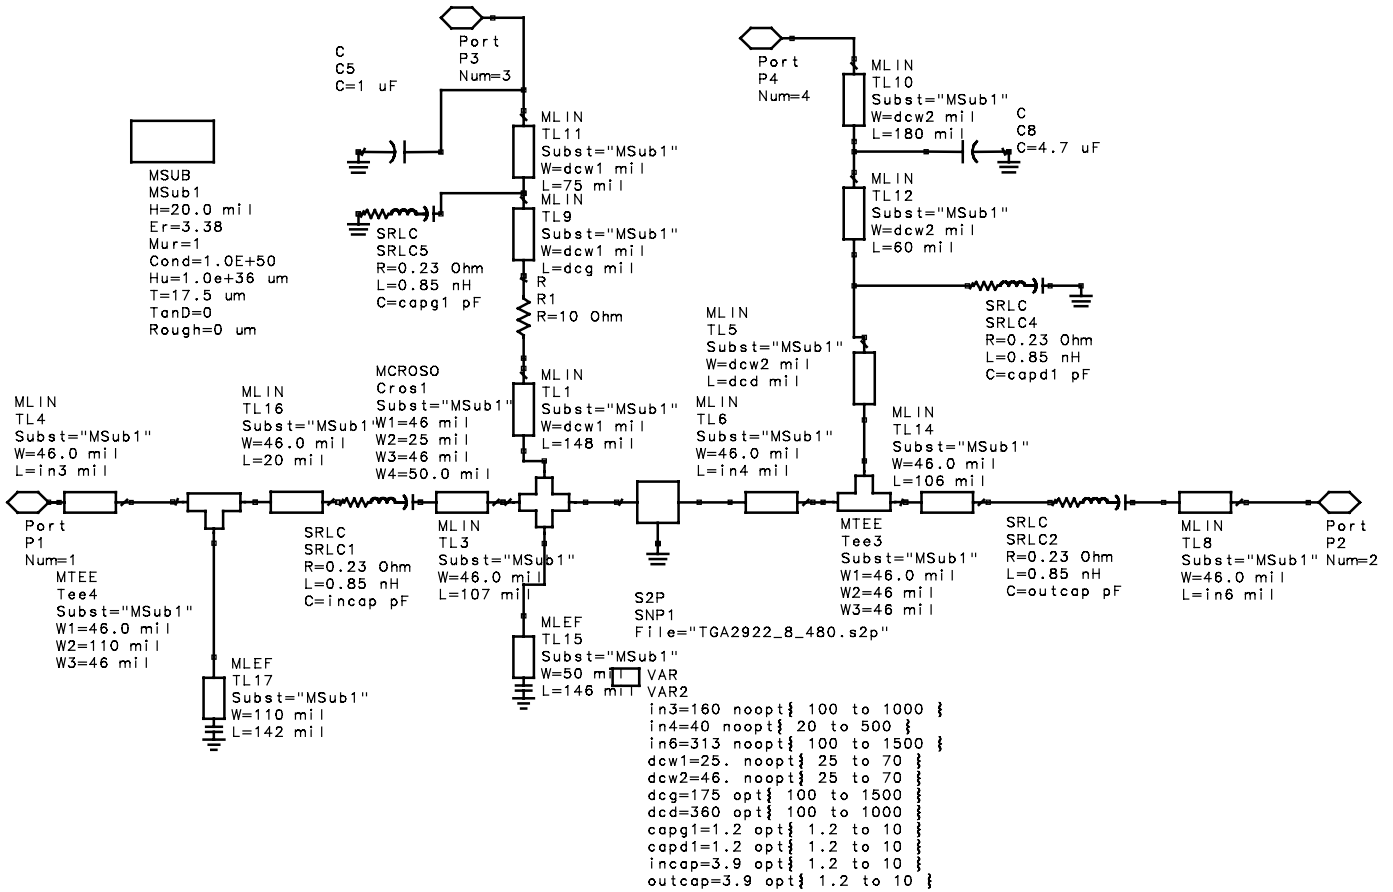 Port
P3
Num=3
C
C5
C=1 uF
Port
P4
Num=4
MLIN
TL10
Subst="MSub1"
W=dcw2 mil
L=180 mil
C
C8
C=4.7 uF
MLIN
TL11
Subst="MSub1"
W=dcw1 mil
L=75 mil
MSUB
MSub1
H=20.0 mil
Er=3.38
Mur=1
Cond=1.0E+50
Hu=1.0e+36 um
T=17.5 um
TanD=0
Rough=0 um
MLIN
TL12
Subst="MSub1"
W=dcw2 mil
L=60 mil
MLIN
TL9
Subst="MSub1"
W=dcw1 mil
L=dcg mil
SRLC
SRLC5
R=0.23 Ohm
L=0.85 nH
C=capg1 pF
R
R1
R=10 Ohm
SRLC
SRLC4
R=0.23 Ohm
L=0.85 nH
C=capd1 pF
MLIN
TL5
Subst="MSub1"
W=dcw2 mil
L=dcd mil
MLIN
TL4
Subst="MSub1"
W=46.0 mil
L=in3 mil
MLIN
TL16
Subst="MSub1"
W=46.0 mil
L=20 mil
MCROSO
Cros1
Subst="MSub1"
W1=46 mil
W2=25 mil
W3=46 mil
W4=50.0 mil
MLIN
TL1
Subst="MSub1"
W=dcw1 mil
L=148 mil
MLIN
TL6
Subst="MSub1"
W=46.0 mil
L=in4 mil
MLIN
TL14
Subst="MSub1"
W=46.0 mil
L=106 mil
Port
P1
Num=1
MTEE
Tee4
Subst="MSub1"
W1=46.0 mil
W2=110 mil
W3=46 mil
SRLC
SRLC1
R=0.23 Ohm
L=0.85 nH
C=incap pF
MLIN
TL3
Subst="MSub1"
W=46.0 mil
L=107 mil
MTEE
Tee3
Subst="MSub1"
W1=46.0 mil
W2=46 mil
W3=46 mil
SRLC
SRLC2
R=0.23 Ohm
L=0.85 nH
C=outcap pF
MLIN
TL8
Subst="MSub1"
W=46.0 mil
L=in6 mil
Port
P2
Num=2
S2P
SNP1
File="TGA2922_8_480.s2p"
MLEF
TL17
Subst="MSub1"
W=110 mil
L=142 mil
MLEF
TL15
Subst="MSub1"
W=50 mil
L=146 mil
VAR
VAR2
in3=160 noopt{ 100 to 1000 }
in4=40 noopt{ 20 to 500 }
in6=313 noopt{ 100 to 1500 }
dcw1=25. noopt{ 25 to 70 }
dcw2=46. noopt{ 25 to 70 }
dcg=175 opt{ 100 to 1500 }
dcd=360 opt{ 100 to 1000 }
capg1=1.2 opt{ 1.2 to 10 }
capd1=1.2 opt{ 1.2 to 10 }
incap=3.9 opt{ 1.2 to 10 }
outcap=3.9 opt{ 1.2 to 10 }